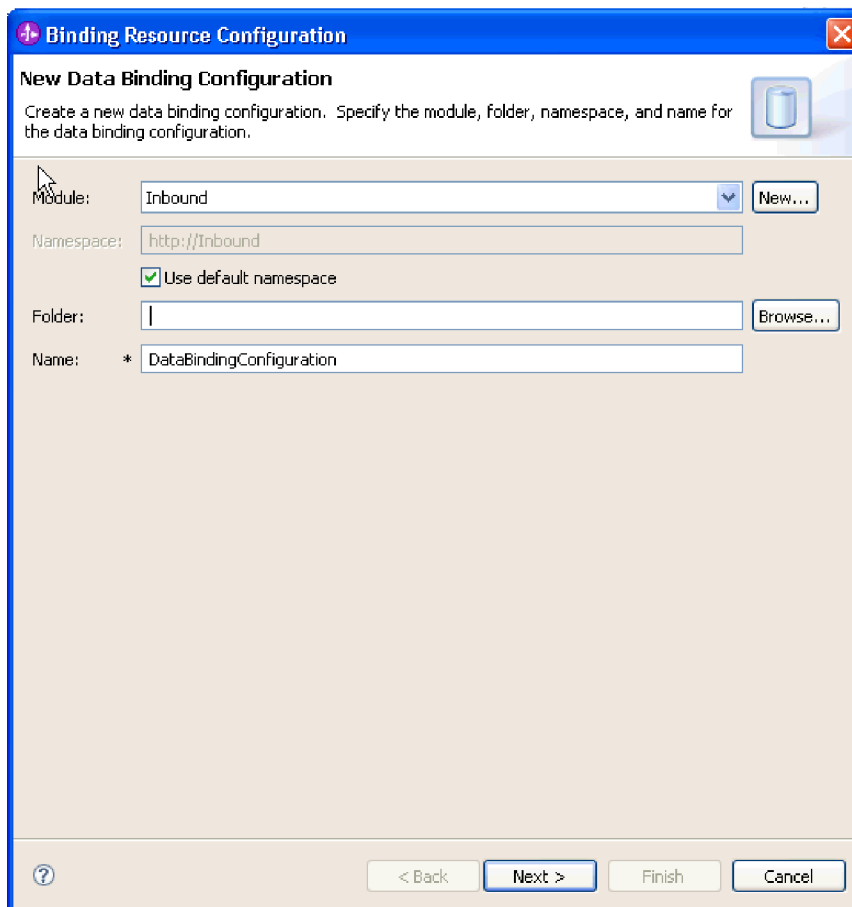 Binding Resource Configuration
New Data Binding Configuration
Create a new data binding configuration. Specify the module, folder, namespace, and name for
the data binding configuration.
Module: Inbound New...
Namespace: http://Inbound
Use default namespace
Folder: Browse...
Name: * DataBindingConfiguration
? < Back Next > Finish Cancel